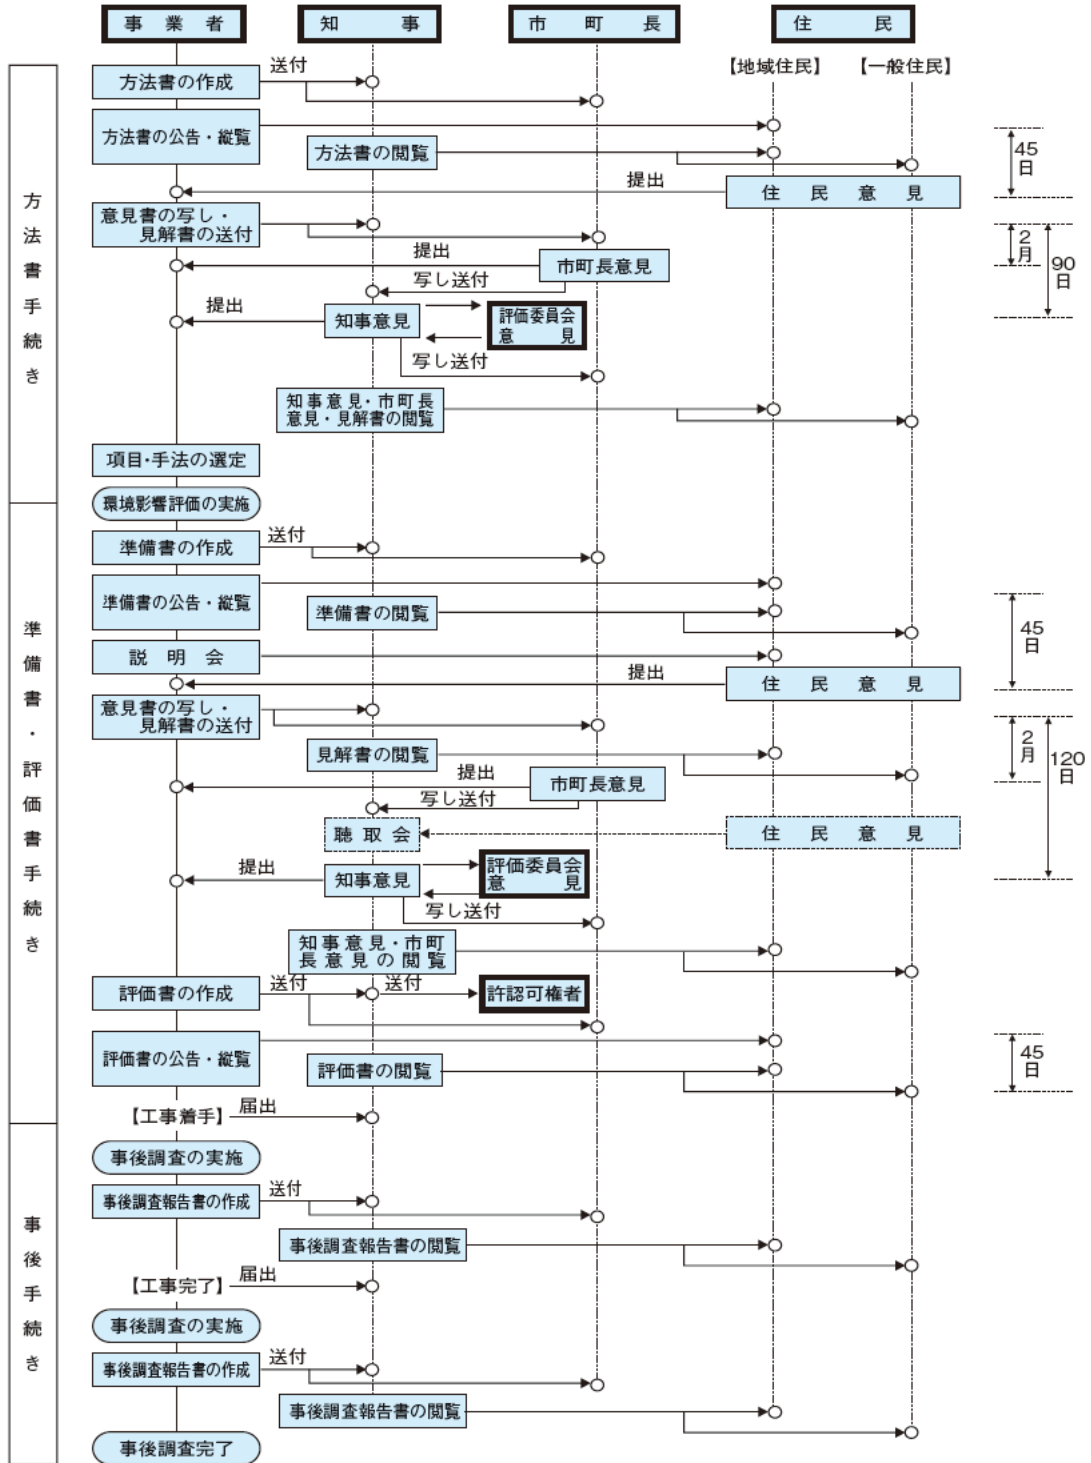 事業者
知事
市町長
住民
【地域住民】
【一般住民】
方法書手続き
方法書の作成
送付
方法書の公告・縦覧
方法書の閲覧
45日
提出
住民意見
意見書の写し・
見解書の送付
2月
90日
提出
市町長意見
写し送付
提出
知事意見
評価委員会
意見
写し送付
知事意見・市町長
意見・見解書の閲覧
項目・手法の選定
環境影響評価の実施
準備書・評価書手続き
準備書の作成
送付
準備書の公告・縦覧
準備書の閲覧
45日
説明会
提出
住民意見
意見書の写し・
見解書の送付
2月
120日
見解書の閲覧
提出
市町長意見
写し送付
聴取会
住民意見
提出
知事意見
評価委員会
意見
写し送付
知事意見・市町
長意見の閲覧
評価書の作成
送付
送付
許認可権者
評価書の公告・縦覧
評価書の閲覧
45日
【工事着手】
届出
事後手続き
事後調査の実施
事後調査報告書の作成
送付
事後調査報告書の閲覧
【工事完了】
届出
事後調査の実施
事後調査報告書の作成
送付
事後調査報告書の閲覧
事後調査完了